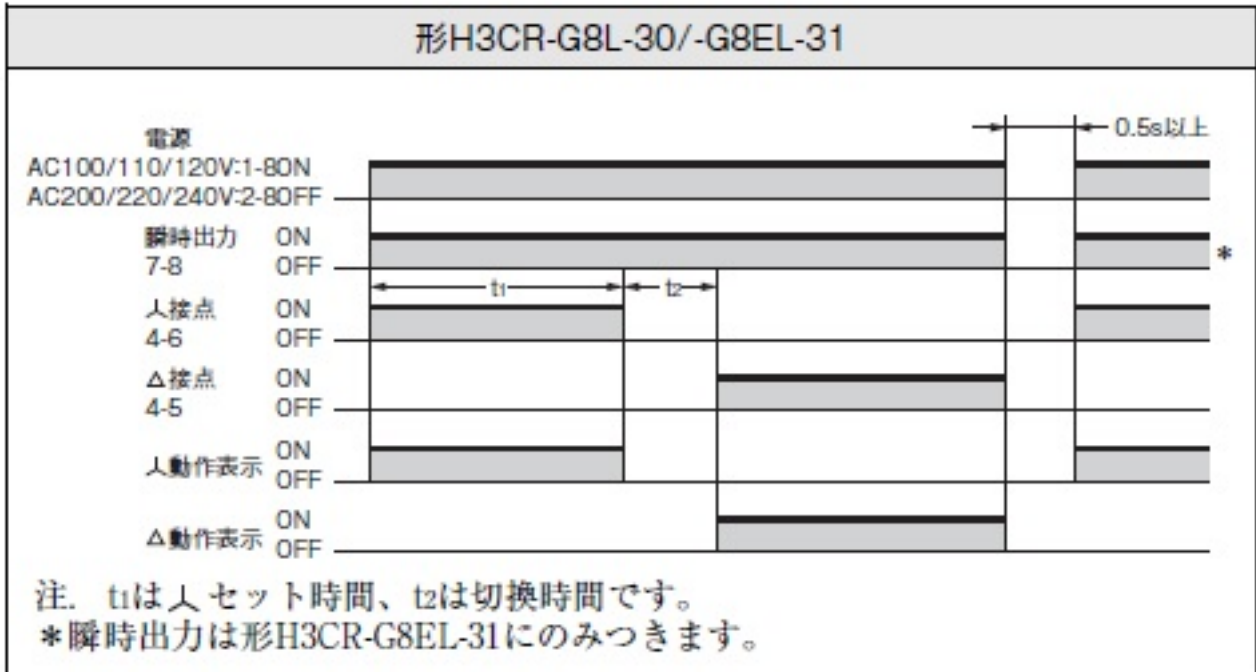 形H3CR-G8L-30/-G8EL-31
0.5s以上
電源
AC100/110/120V:1-8ON
AC200/220/240V:2-8OFF
瞬時出力 ON
7-8 OFF
*
t1 t2
人接点 ON
4-6 OFF
△接点 ON
4-5 OFF
人動作表示 ON
OFF
△動作表示 ON
OFF
注. t1は人セット時間、t2は切換時間です。
*瞬時出力は形H3CR-G8EL-31にのみつきます。